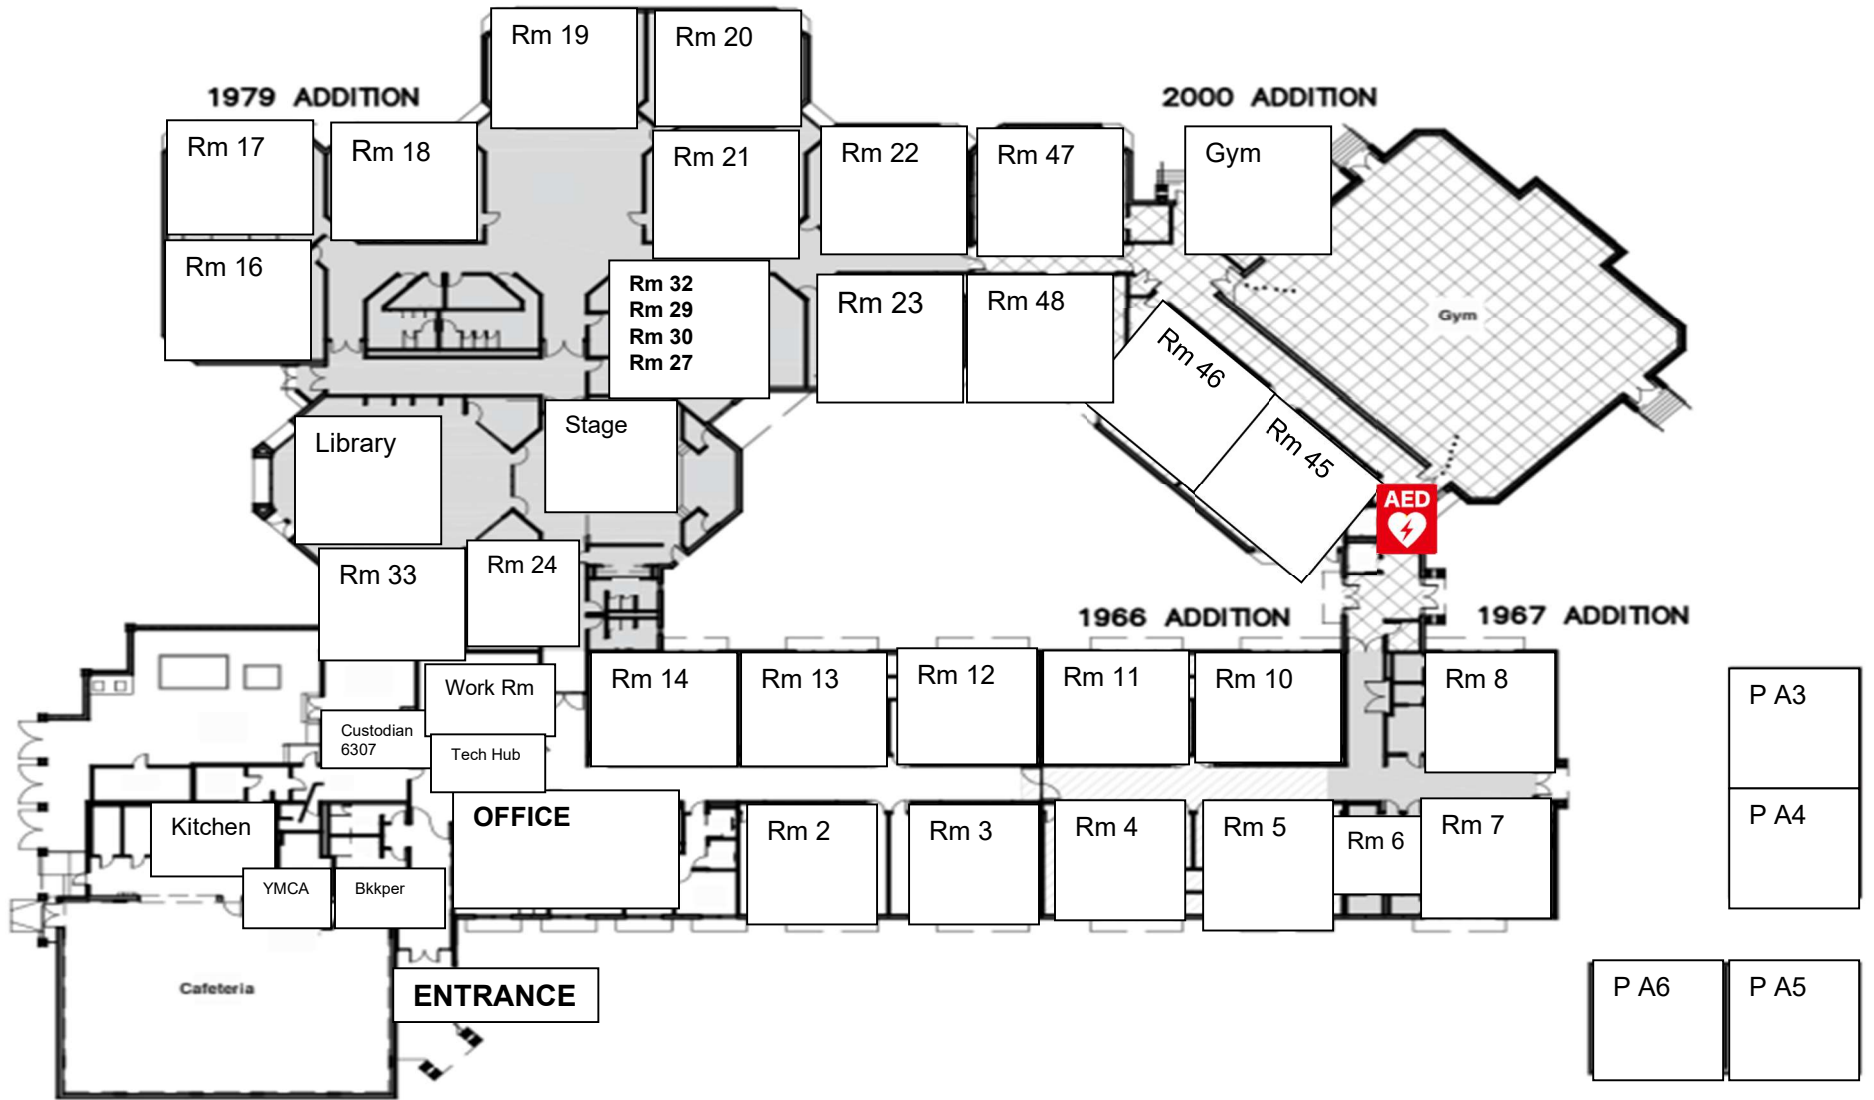 Rm 19
Rm 20
1979 ADDITION
2000 ADDITION
Rm 17
Rm 18
Rm 21
Rm 22
Rm 47
Gym
Rm 16
Rm 32
Rm 29
Rm 30
Rm 27
Rm 23
Rm 48
Gym
Rm 46
Rm 45
Library
Stage
AED
Rm 33
Rm 24
1966 ADDITION
1967 ADDITION
Work Rm
Rm 14
Rm 13
Rm 12
Rm 11
Rm 10
Rm 8
P A3
Custodian
6307
Tech Hub
OFFICE
Kitchen
Rm 2
Rm 3
Rm 4
Rm 5
Rm 6
Rm 7
P A4
YMCA
Bkkper
Cafeteria
ENTRANCE
P A6
P A5